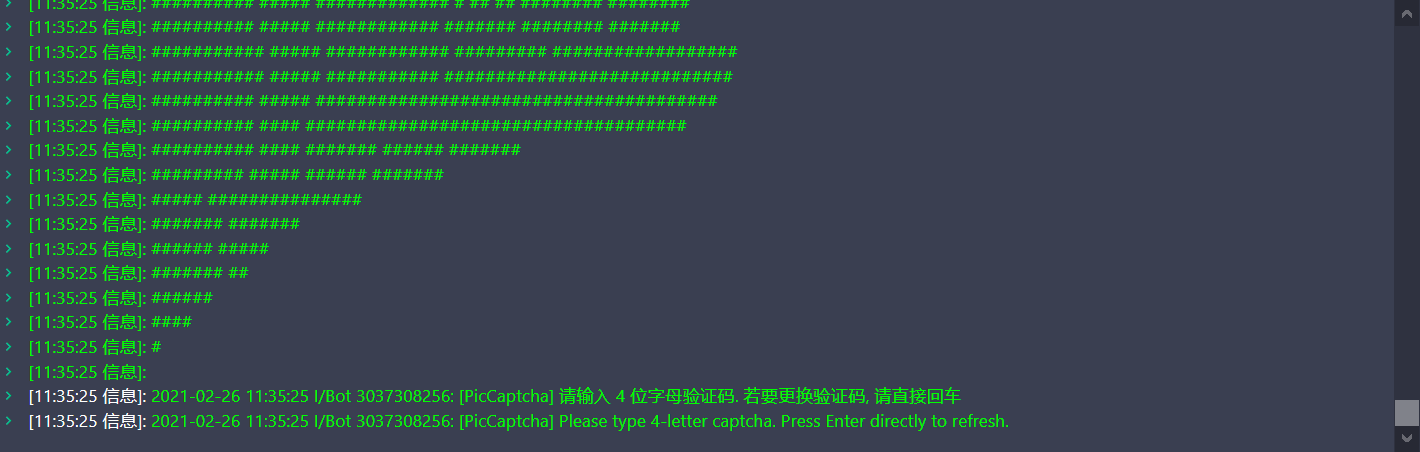 [11:35:25 信息]: ########## ##### ############# # ## ## ######## ########
[11:35:25 信息]: ########## ##### ############ ####### ######## #######
[11:35:25 信息]: ########### ##### ############ ######### ##################
[11:35:25 信息]: ########### ##### ########### ############################
[11:35:25 信息]: ########## ##### #######################################
[11:35:25 信息]: ########## #### #####################################
[11:35:25 信息]: ########## #### ####### ###### #######
[11:35:25 信息]: ######### ##### ###### #######
[11:35:25 信息]: ##### ###############
[11:35:25 信息]: ####### #######
[11:35:25 信息]: ###### #####
[11:35:25 信息]: ####### ##
[11:35:25 信息]: ######
[11:35:25 信息]: ####
[11:35:25 信息]: #
[11:35:25 信息]:
[11:35:25 信息]: 2021-02-26 11:35:25 I/Bot 3037308256: [PicCaptcha] 请输入 4 位字母验证码. 若要更换验证码, 请直接回车
[11:35:25 信息]: 2021-02-26 11:35:25 I/Bot 3037308256: [PicCaptcha] Please type 4-letter captcha. Press Enter directly to refresh.